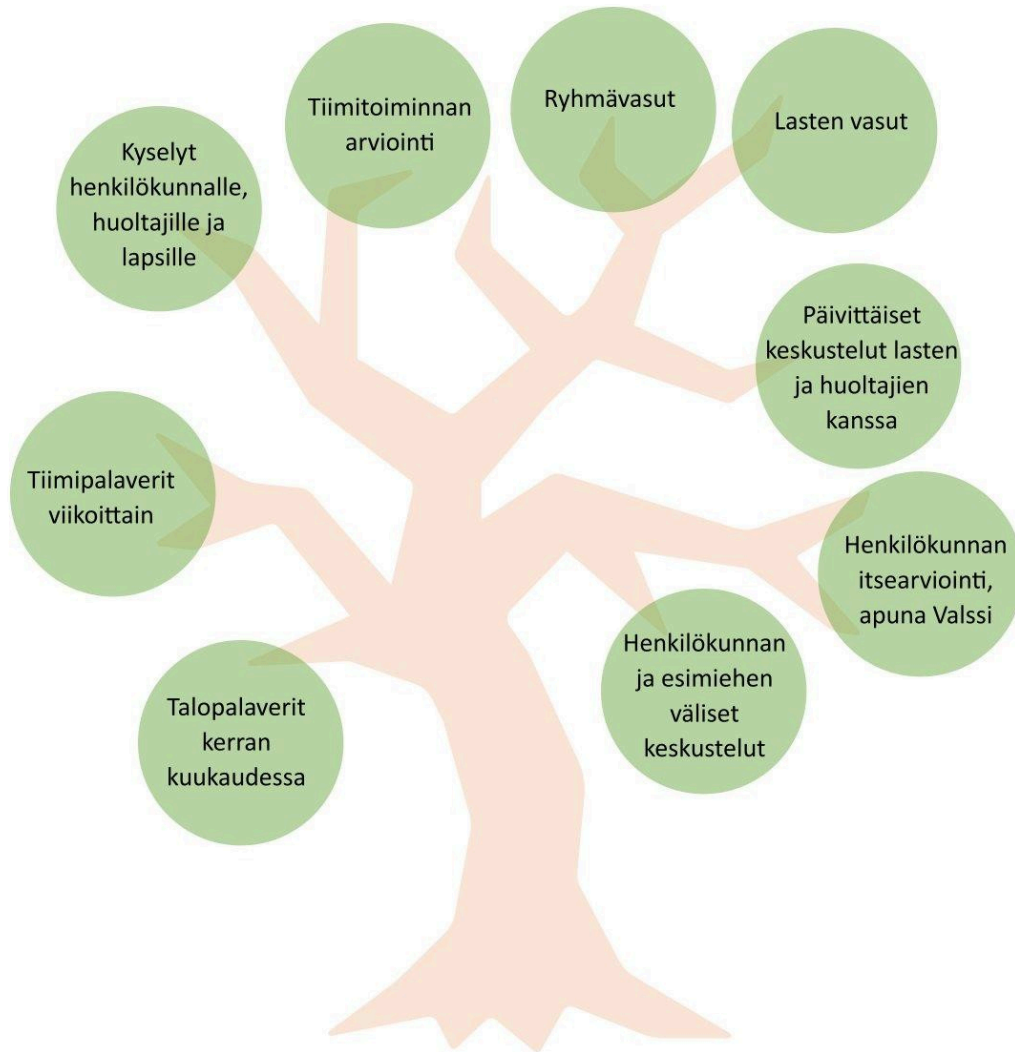 Kyselyt
henkilökunnalle,
huoltajille ja
lapsille
Tiimitoiminnan
arviointi
Ryhmävasut
Lasten vasut
Päivittäiset
keskustelut lasten
ja huoltajien
kanssa
Tiimipalaverit
viikoittain
Henkilökunnan
itsearviointi,
apuna Valssi
Henkilökunnan
ja esimiehen
väliset
keskustelut
Talopalaverit
kerran
kuukaudessa